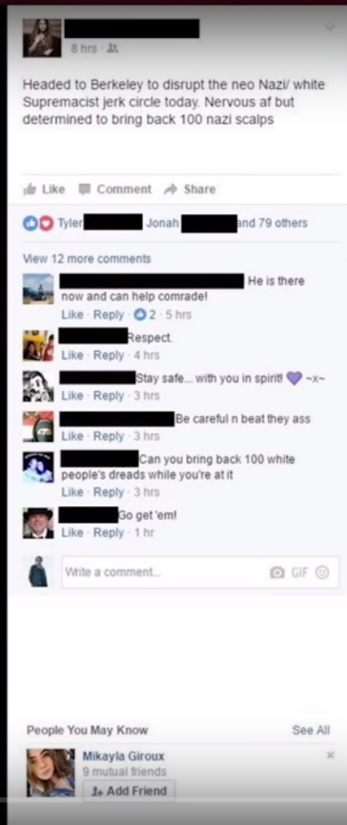 8 hrs
Headed to Berkeley to disrupt the neo Nazi/ white
Supremacist jerk circle today. Nervous af but
determined to bring back 100 nazi scalps
Like Comment Share
Tyler Jonah and 79 others
View 12 more comments
He is there
now and can help comrade!
Like · Reply · 2 · 5 hrs
Respect.
Like · Reply · 4 hrs
Stay safe... with you in spirit! 💜 ~x~
Like · Reply · 3 hrs
Be careful n beat they ass
Like · Reply · 3 hrs
Can you bring back 100 white
people's dreads while you're at it
Like · Reply · 3 hrs
Go get 'em!
Like · Reply · 1 hr
Write a comment...
GIF
People You May Know
See All
Mikayla Giroux
9 mutual friends
Add Friend